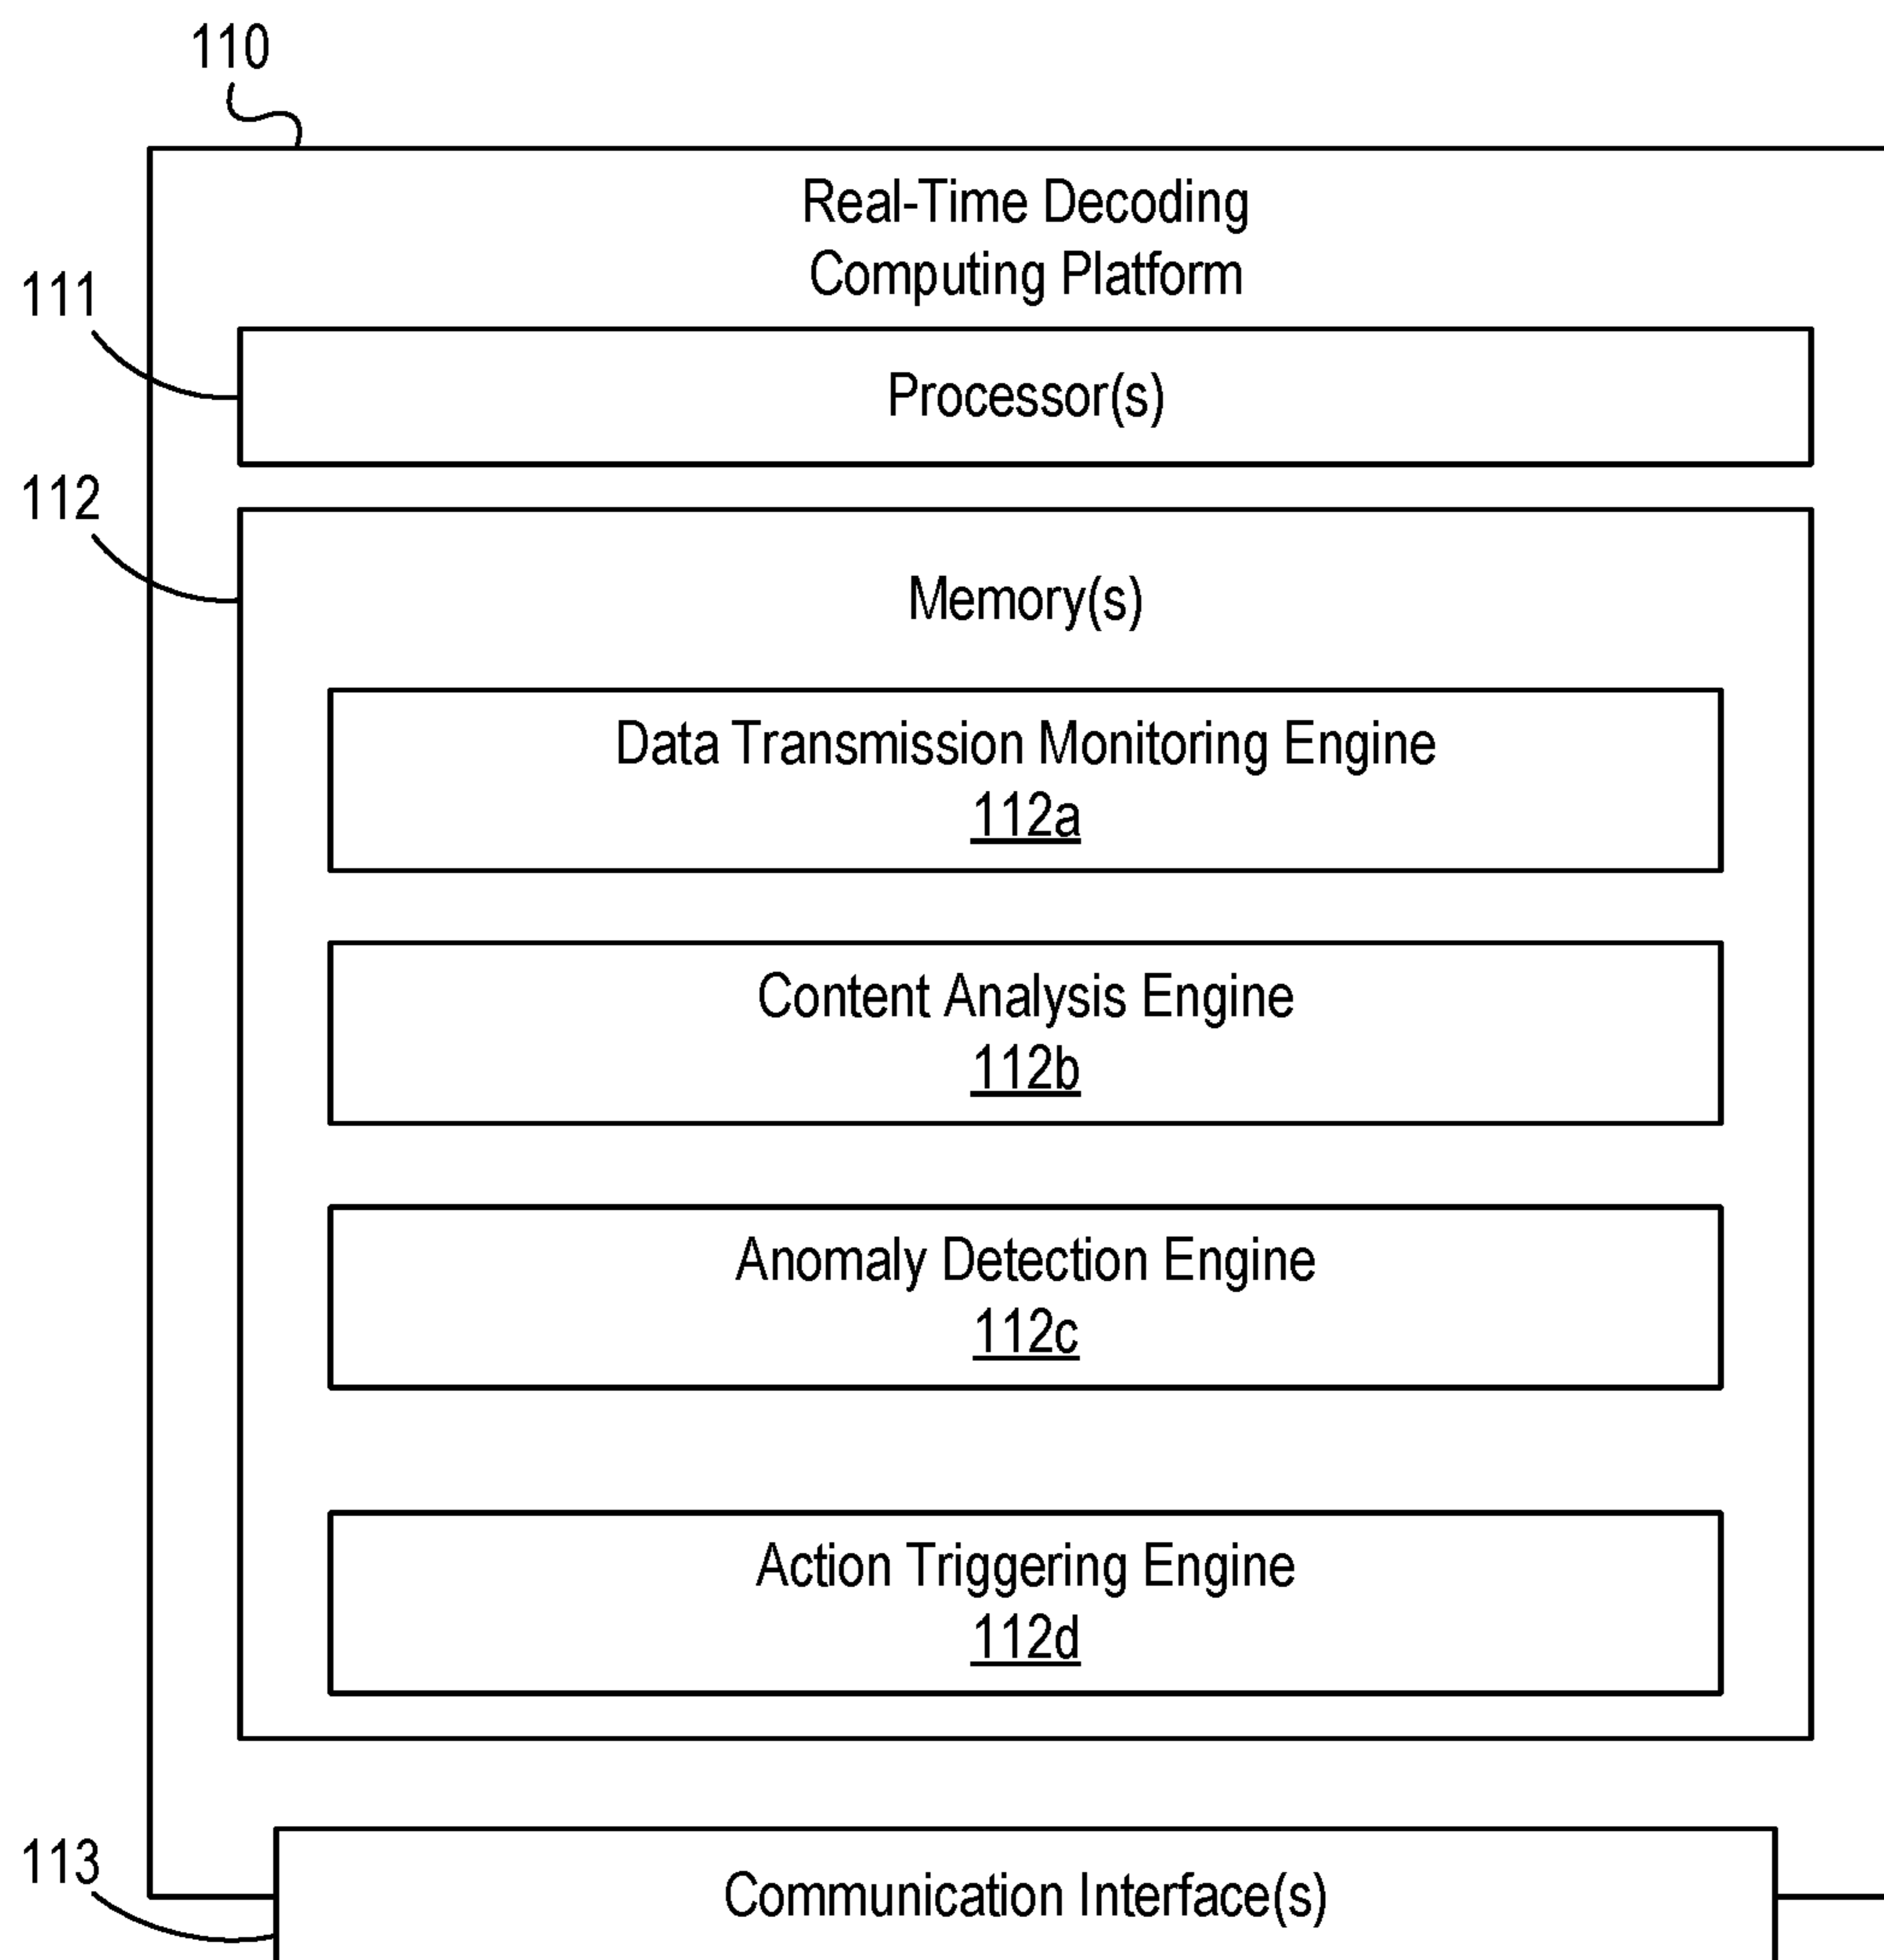 110
Real-Time Decoding
Computing Platform
111
Processor(s)
112
Memory(s)
Data Transmission Monitoring Engine
112a
Content Analysis Engine
112b
Anomaly Detection Engine
112c
Action Triggering Engine
112d
113
Communication Interface(s)